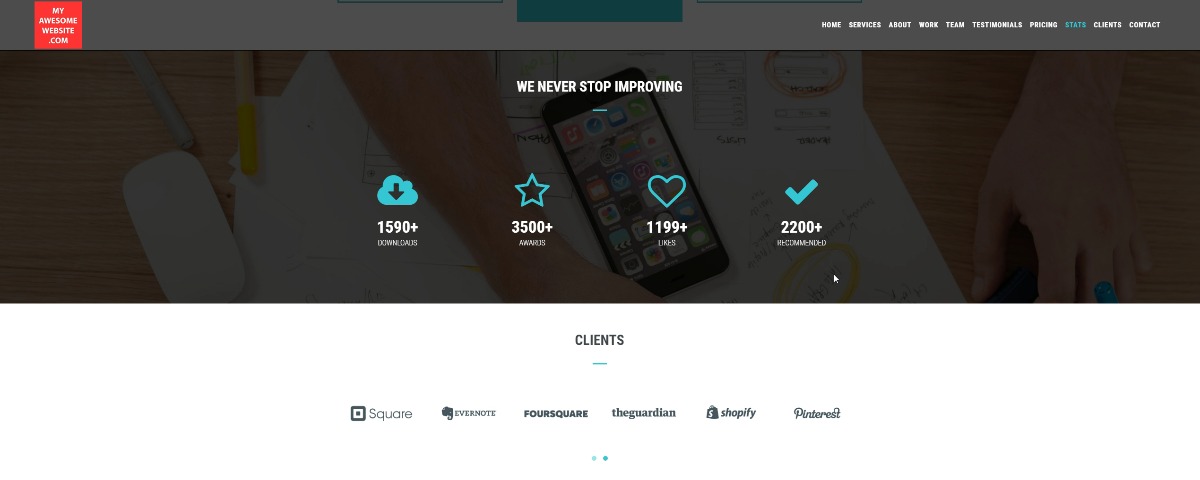 MY
AWESOME
WEBSITE
.COM
HOME SERVICES ABOUT WORK TEAM TESTIMONIALS PRICING STATS CLIENTS CONTACT
WE NEVER STOP IMPROVING
1590+ 3500+ 1199+ 2200+
DOWNLOADS AWARDS LIKES RECOMMENDED
CLIENTS
Square EVERNOTE FOURSQUARE theguardian shopify Pinterest